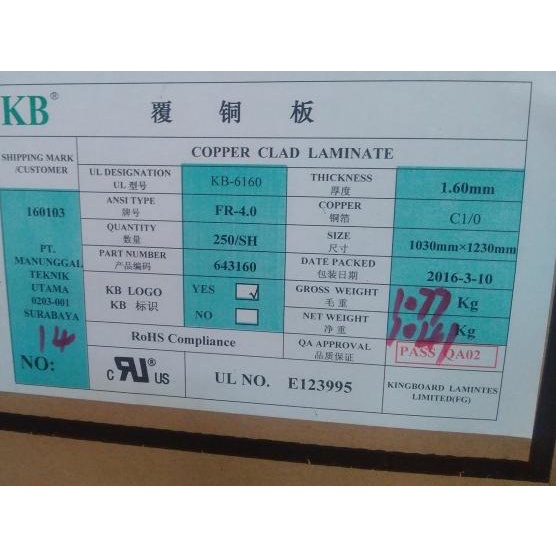 KB®
覆 铜 板
COPPER CLAD LAMINATE
SHIPPING MARK
/CUSTOMER
160103
PT.
MANUNGGAL
TEKNIK
UTAMA
0203-001
SURABAYA
14
NO:
UL DESIGNATION
UL 型号
KB-6160
ANSI TYPE
牌号
FR-4.0
QUANTITY
数量
250/SH
PART NUMBER
产品编码
643160
KB LOGO
KB 标识
YES √
NO
RoHS Compliance
THICKNESS
厚度
1.60mm
COPPER
铜箔
C1/0
SIZE
尺寸
1030mm×1230mm
DATE PACKED
包装日期
2016-3-10
GROSS WEIGHT
毛重
1077 Kg
NET WEIGHT
净重
1041 Kg
QA APPROVAL
品质保证
PASS QA02
c RU US
UL NO. E123995
KINGBOARD LAMINTES
LIMITED(FG)